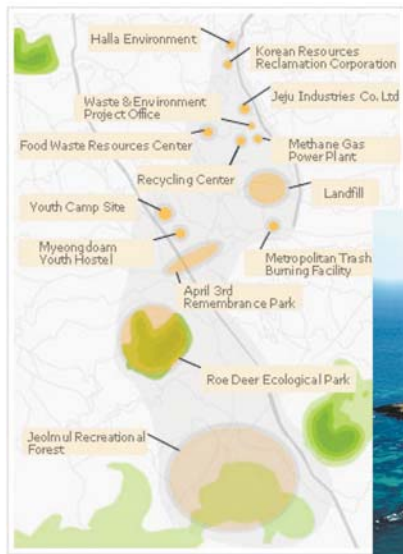 Halla Environment
Korean Resources
Reclamation Corporation
Jeju Industries Co. Ltd
Waste & Environment
Project Office
Food Waste Resources Center
Methane Gas
Power Plant
Recycling Center
Landfill
Youth Camp Site
Myeongdoam
Youth Hostel
Metropolitan Trash
Burning Facility
April 3rd
Remembrance Park
Roe Deer Ecological Park
Jeolmul Recreational
Forest